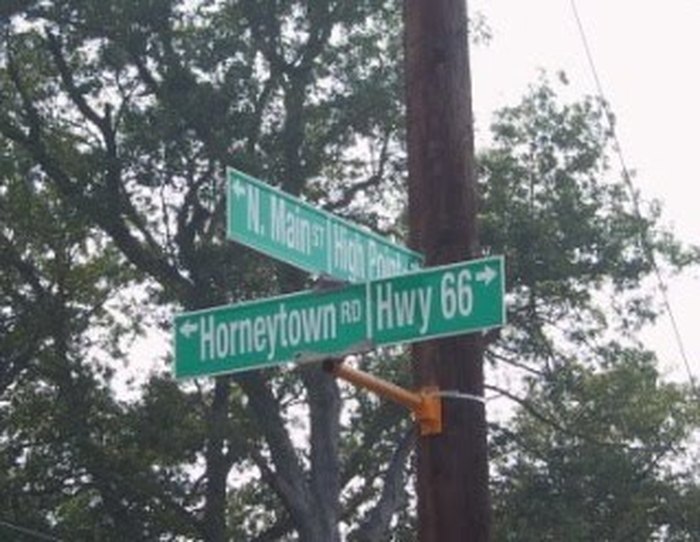 ← N. Main ST High Point
← Horneytown RD Hwy 66 →